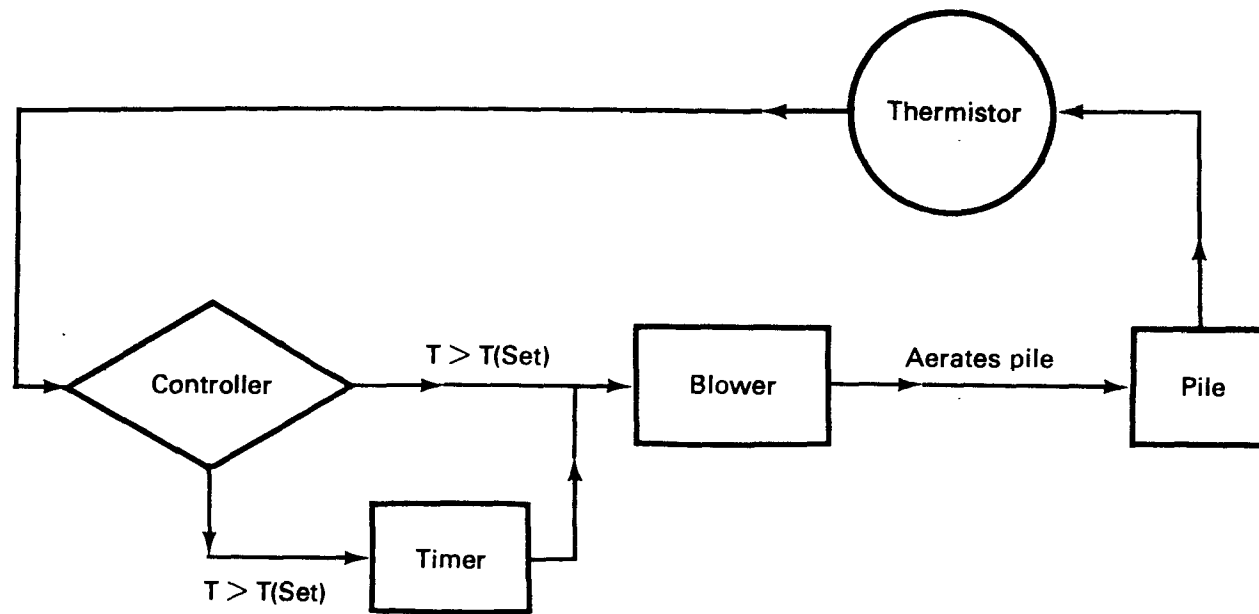 Thermistor
T > T(Set)
Controller
Blower
Aerates pile
Pile
Timer
T > T(Set)